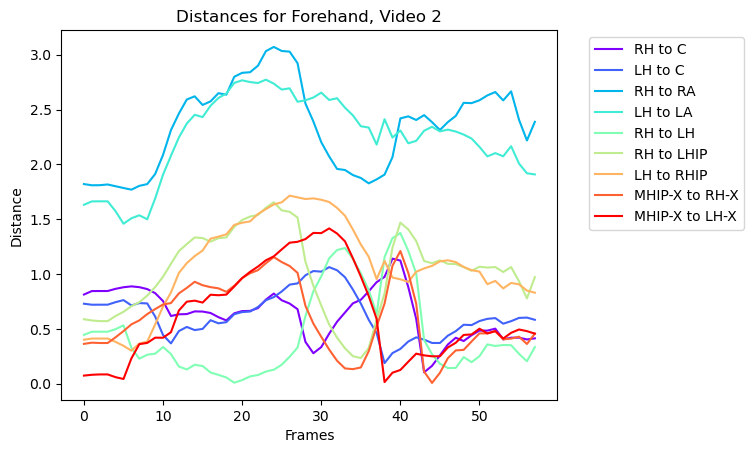 Distances for Forehand, Video 2
3.0
2.5
2.0
1.5
1.0
0.5
0.0
Distance
0
10
20
30
40
50
Frames
RH to C
LH to C
RH to RA
LH to LA
RH to LH
RH to LHIP
LH to RHIP
MHIP-X to RH-X
MHIP-X to LH-X